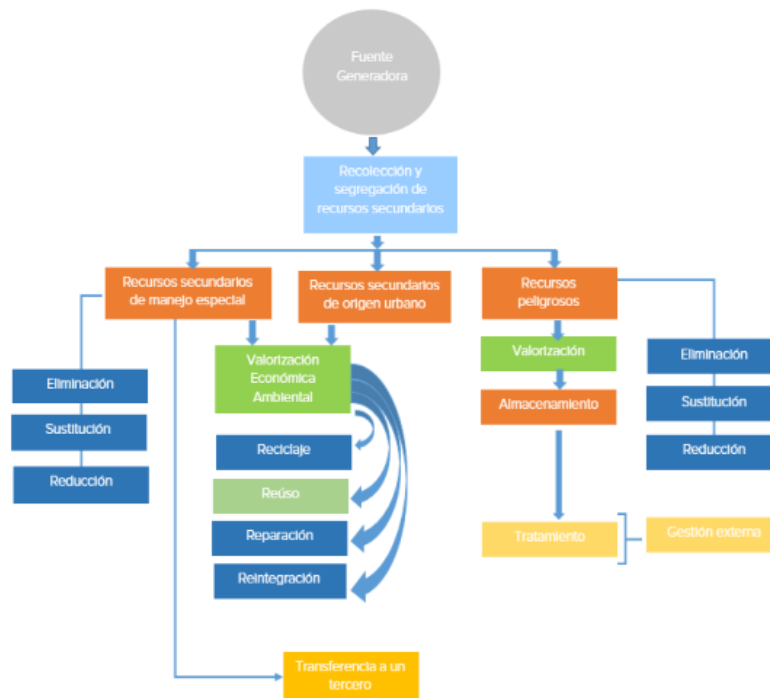 Fuente
Generadora
Recolección y
segregación de
recursos secundarios
Recursos secundarios
de manejo especial
Recursos secundarios
de origen urbano
Recursos
peligrosos
Valorización
Económica
Ambiental
Valorización
Eliminación
Almacenamiento
Eliminación
Sustitución
Sustitución
Reciclaje
Reducción
Reducción
Reúso
Reparación
Tratamiento
Gestión externa
Reintegración
Transferencia a un
tercero